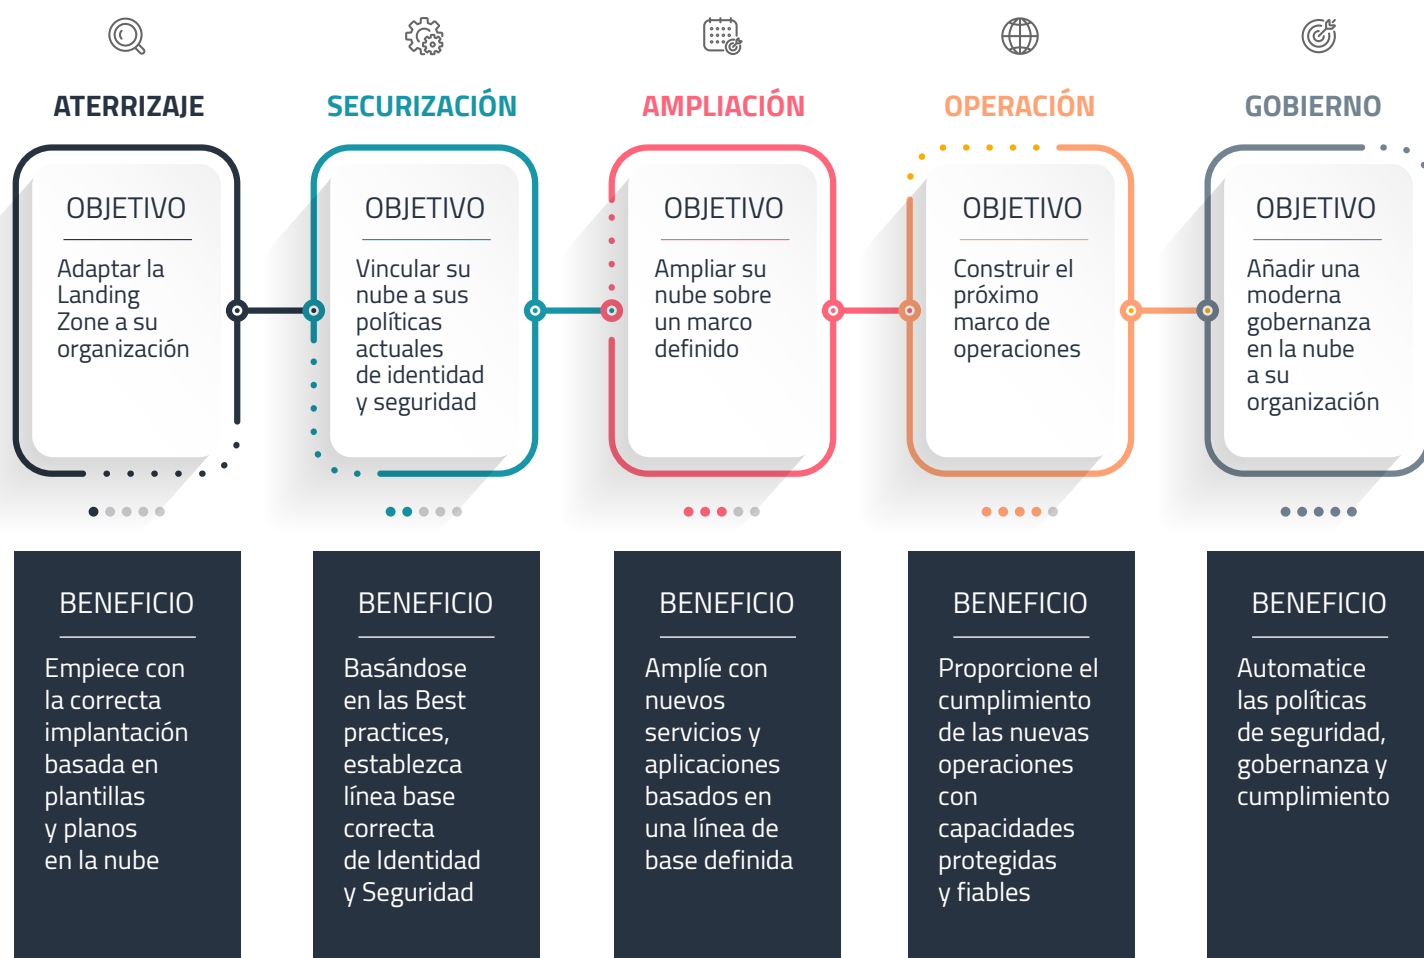 ATERRIZAJE
OBJETIVO
Adaptar la
Landing
Zone a su
organización
BENEFICIO
Empiece con
la correcta
implantación
basada en
plantillas
y planos
en la nube
SECURIZACIÓN
OBJETIVO
Vincular su
nube a sus
políticas
actuales
de identidad
y seguridad
BENEFICIO
Basándose
en las Best
practices,
establezca
línea base
correcta
de Identidad
y Seguridad
AMPLIACIÓN
OBJETIVO
Ampliar su
nube sobre
un marco
definido
BENEFICIO
Amplíe con
nuevos
servicios y
aplicaciones
basados en
una línea de
base definida
OPERACIÓN
OBJETIVO
Construir el
próximo
marco de
operaciones
BENEFICIO
Proporcione el
cumplimiento
de las nuevas
operaciones
con
capacidades
protegidas
y fiables
GOBIERNO
OBJETIVO
Añadir una
moderna
gobernanza
en la nube
a su
organización
BENEFICIO
Automatice
las políticas
de seguridad,
gobernanza y
cumplimiento